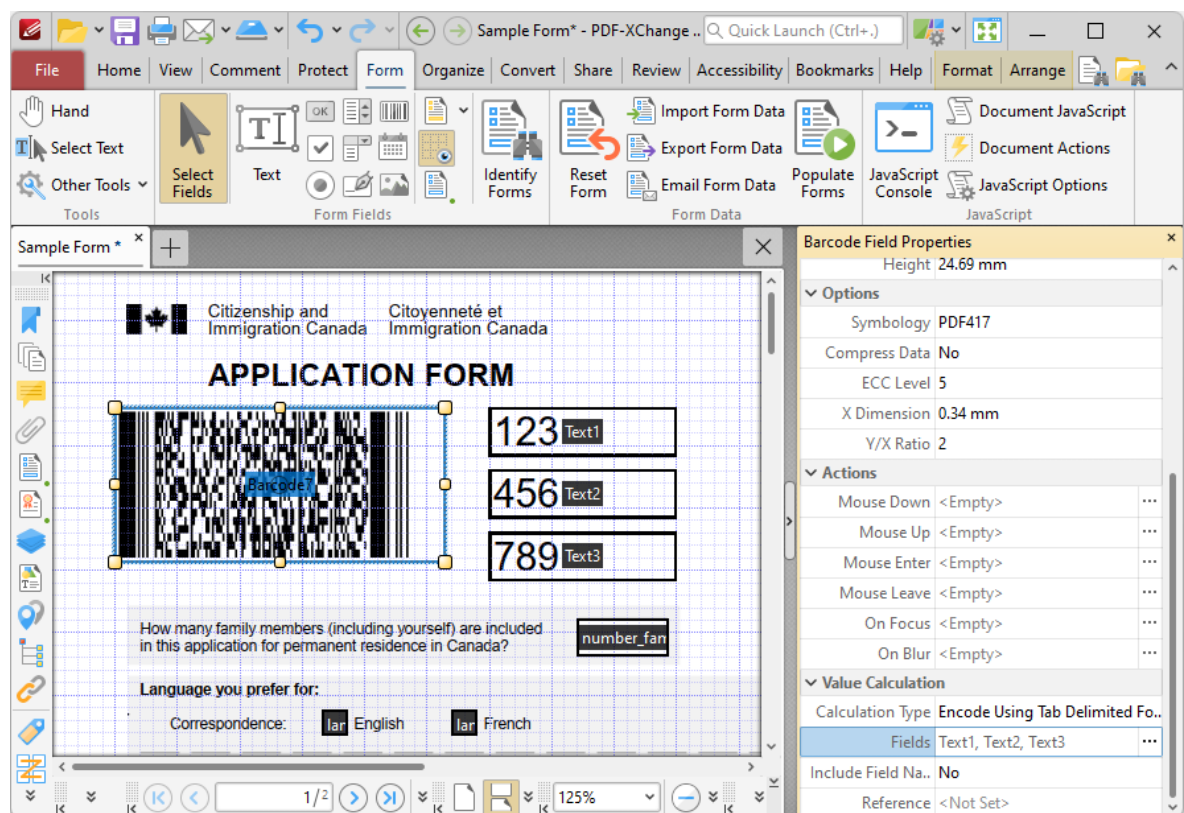 Sample Form* - PDF-XChange ..
Quick Launch (Ctrl+.)
File
Home
View
Comment
Protect
Form
Organize
Convert
Share
Review
Accessibility
Bookmarks
Help
Format
Arrange
Hand
Select Text
Other Tools
Tools
Select Fields
Text
OK
Form Fields
Identify Forms
Reset Form
Import Form Data
Export Form Data
Email Form Data
Populate Forms
Form Data
JavaScript Console
Document JavaScript
Document Actions
JavaScript Options
JavaScript
Sample Form *
Citizenship and Immigration Canada
Citoyenneté et Immigration Canada
APPLICATION FORM
Barcode7
123 Text1
456 Text2
789 Text3
How many family members (including yourself) are included
in this application for permanent residence in Canada?
number_fan
Language you prefer for:
Correspondence:
lar English
lar French
1/2
125%
Barcode Field Properties
Height 24.69 mm
Options
Symbology PDF417
Compress Data No
ECC Level 5
X Dimension 0.34 mm
Y/X Ratio 2
Actions
Mouse Down <Empty> ...
Mouse Up <Empty> ...
Mouse Enter <Empty> ...
Mouse Leave <Empty> ...
On Focus <Empty> ...
On Blur <Empty> ...
Value Calculation
Calculation Type Encode Using Tab Delimited Fo..
Fields Text1, Text2, Text3 ...
Include Field Na.. No
Reference <Not Set>